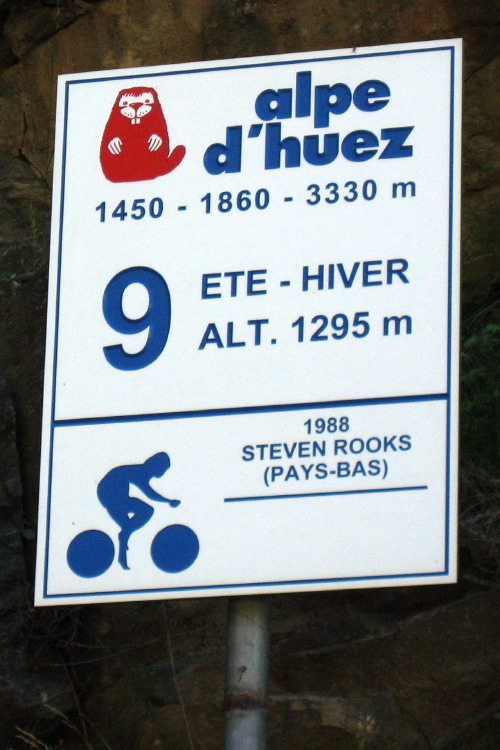 alpe
d'huez
1450 - 1860 - 3330 m
9
ETE - HIVER
ALT. 1295 m
1988
STEVEN ROOKS
(PAYS-BAS)